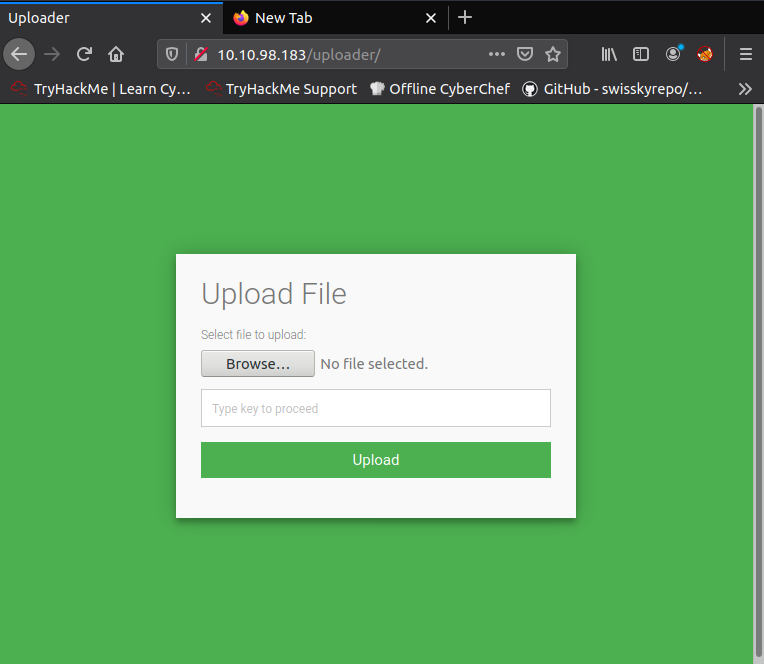 Uploader
New Tab
10.10.98.183/uploader/
TryHackMe | Learn Cy…
TryHackMe Support
Offline CyberChef
GitHub - swisskyrepo/…
Upload File
Select file to upload:
Browse…
No file selected.
Type key to proceed
Upload